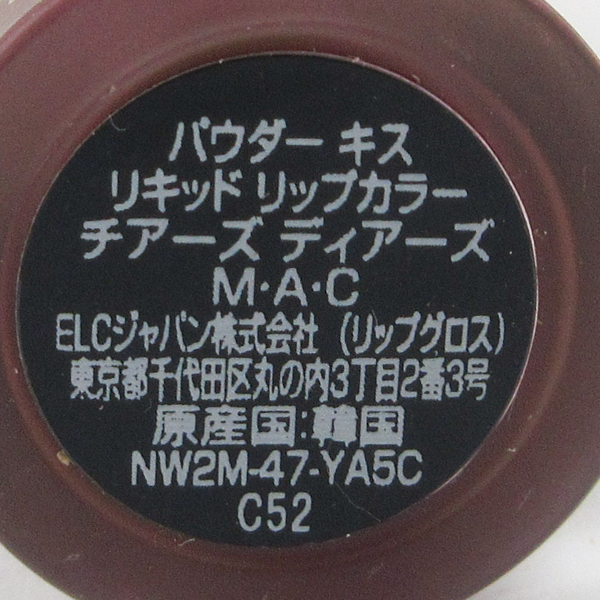 パウダー キス
リキッド リップカラー
チアーズ ディアーズ
M·A·C
ELCジャパン株式会社 (リップグロス)
東京都千代田区丸の内3丁目2番3号
原産国:韓国
NW2M-47-YA5C
C52